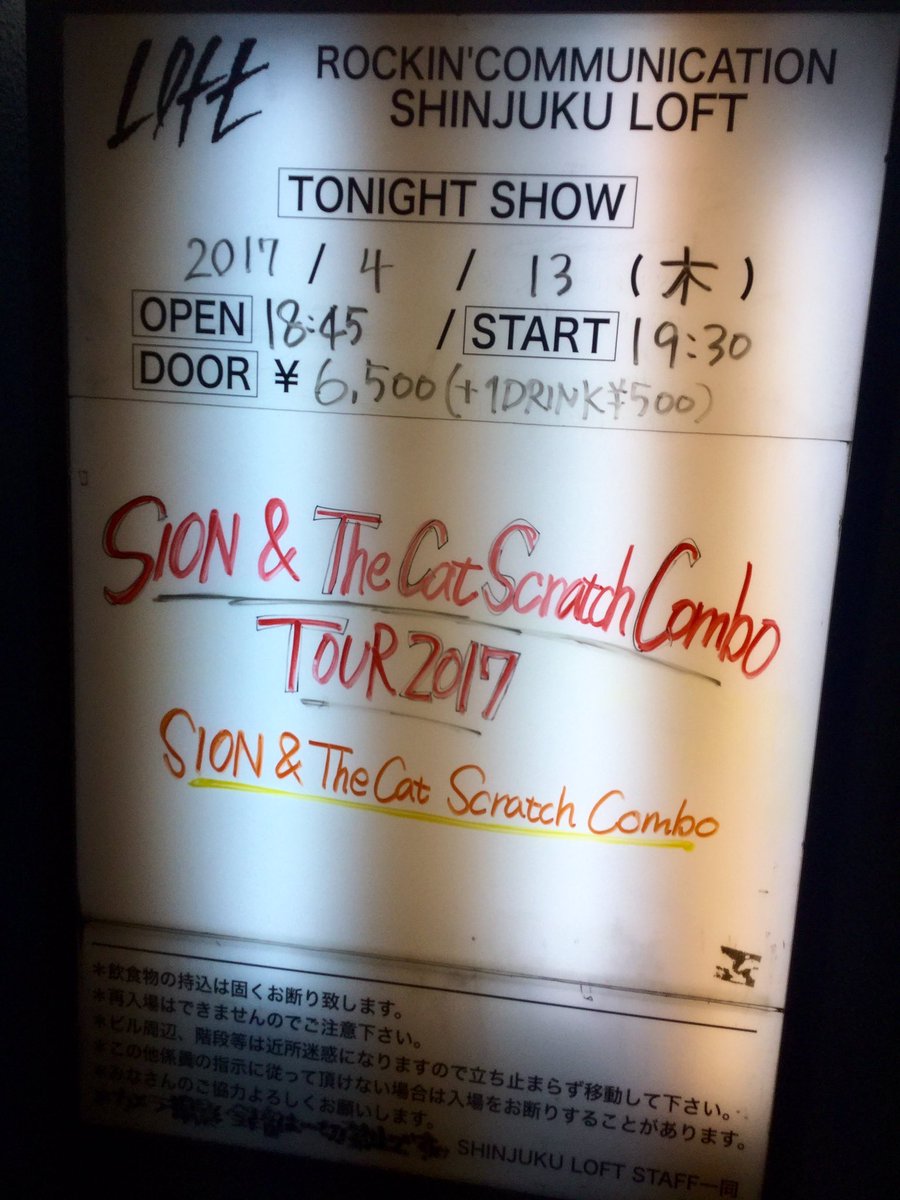 LOFT
ROCKIN'COMMUNICATION
SHINJUKU LOFT
TONIGHT SHOW
2017 / 4 / 13 (木)
OPEN 18:45 / START 19:30
DOOR ¥ 6,500 (+1DRINK¥500)
SION & The Cat Scratch Combo
TOUR 2017
SION & The Cat Scratch Combo
*飲食物の持込は固くお断り致します。
*再入場はできませんのでご注意下さい。
*ビル周辺、階段等は近所迷惑になりますので立ち止まらず移動して下さい。
*この他係員の指示に従って頂けない場合は入場をお断りすることがあります。
*みなさんのご協力よろしくお願いします。
SHINJUKU LOFT STAFF一同